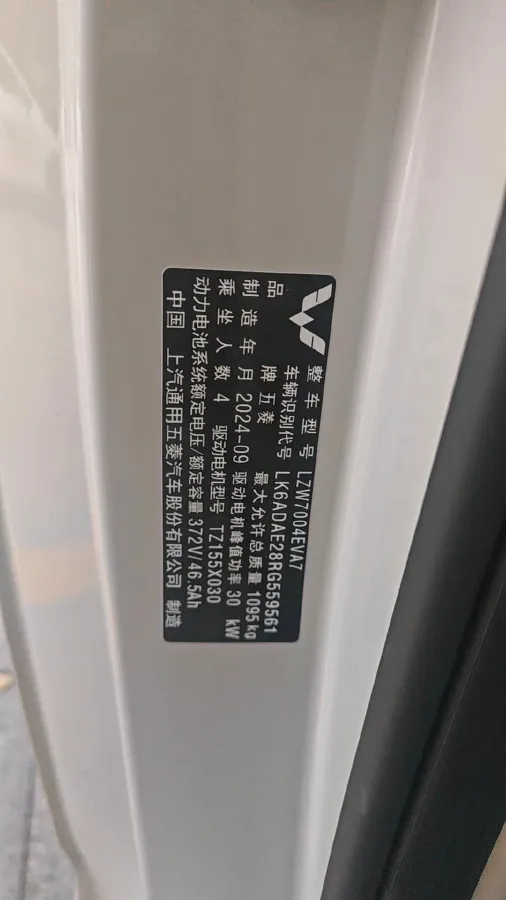 整车型号 LZW7004EVA7
车辆识别代号 LK6ADAE28RG559561
品牌 五菱 最大允许总质量 1095kg
制造年月 2024-09 驱动电机峰值功率 30 kW
乘坐人数 4 驱动电机型号 TZ155X030
动力电池系统额定电压/额定容量 372V/46.5Ah
中国 上汽通用五菱汽车股份有限公司 制造